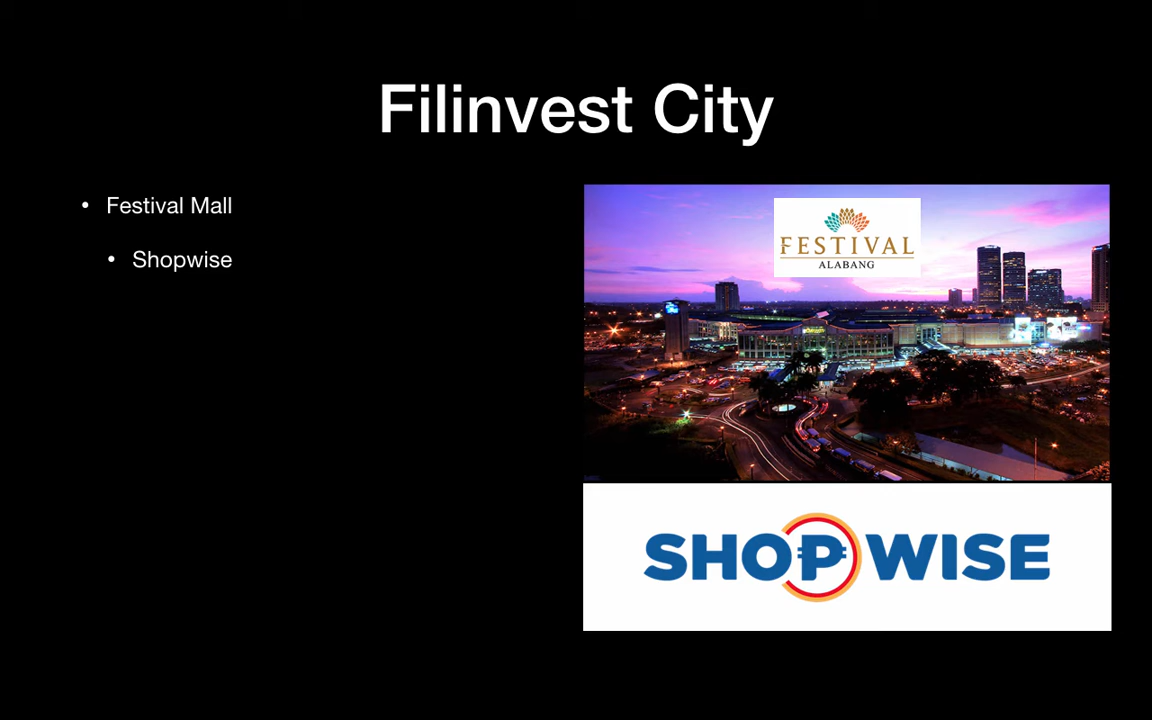 Filinvest City
• Festival Mall
• Shopwise
FESTIVAL
ALABANG
SHOPWISE